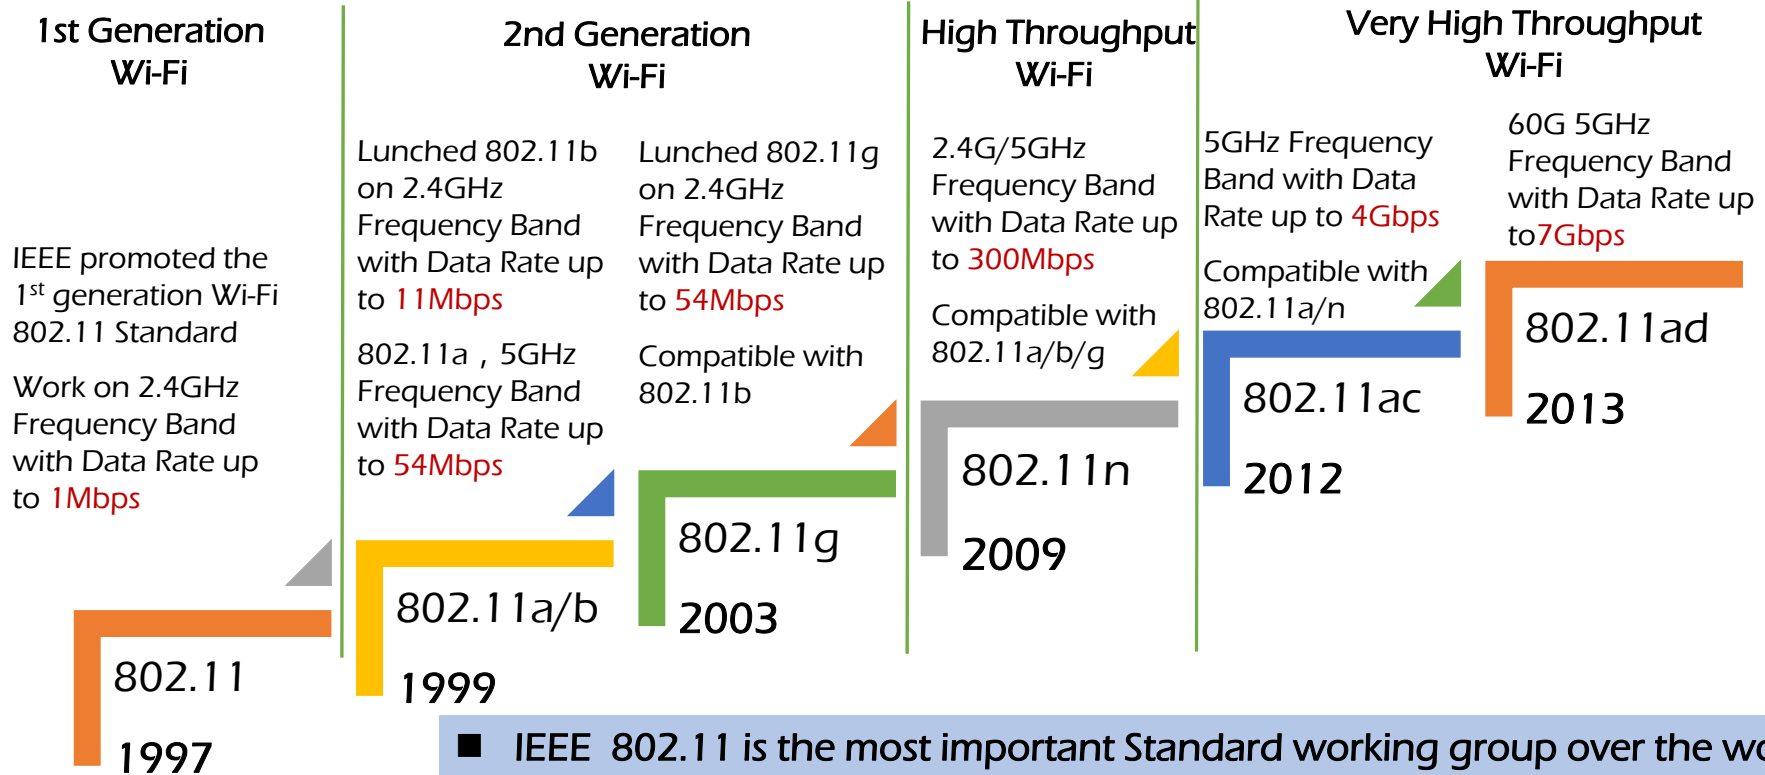 1st Generation
Wi-Fi
IEEE promoted the
1st generation Wi-Fi
802.11 Standard
Work on 2.4GHz
Frequency Band
with Data Rate up
to 1Mbps
802.11
1997
2nd Generation
Wi-Fi
Lunched 802.11b
on 2.4GHz
Frequency Band
with Data Rate up
to 11Mbps
802.11a , 5GHz
Frequency Band
with Data Rate up
to 54Mbps
802.11a/b
1999
Lunched 802.11g
on 2.4GHz
Frequency Band
with Data Rate up
to 54Mbps
Compatible with
802.11b
802.11g
2003
High Throughput
Wi-Fi
2.4G/5GHz
Frequency Band
with Data Rate up
to 300Mbps
Compatible with
802.11a/b/g
802.11n
2009
Very High Throughput
Wi-Fi
5GHz Frequency
Band with Data
Rate up to 4Gbps
Compatible with
802.11a/n
802.11ac
2012
60G 5GHz
Frequency Band
with Data Rate up
to7Gbps
802.11ad
2013
■ IEEE 802.11 is the most important Standard working group over the